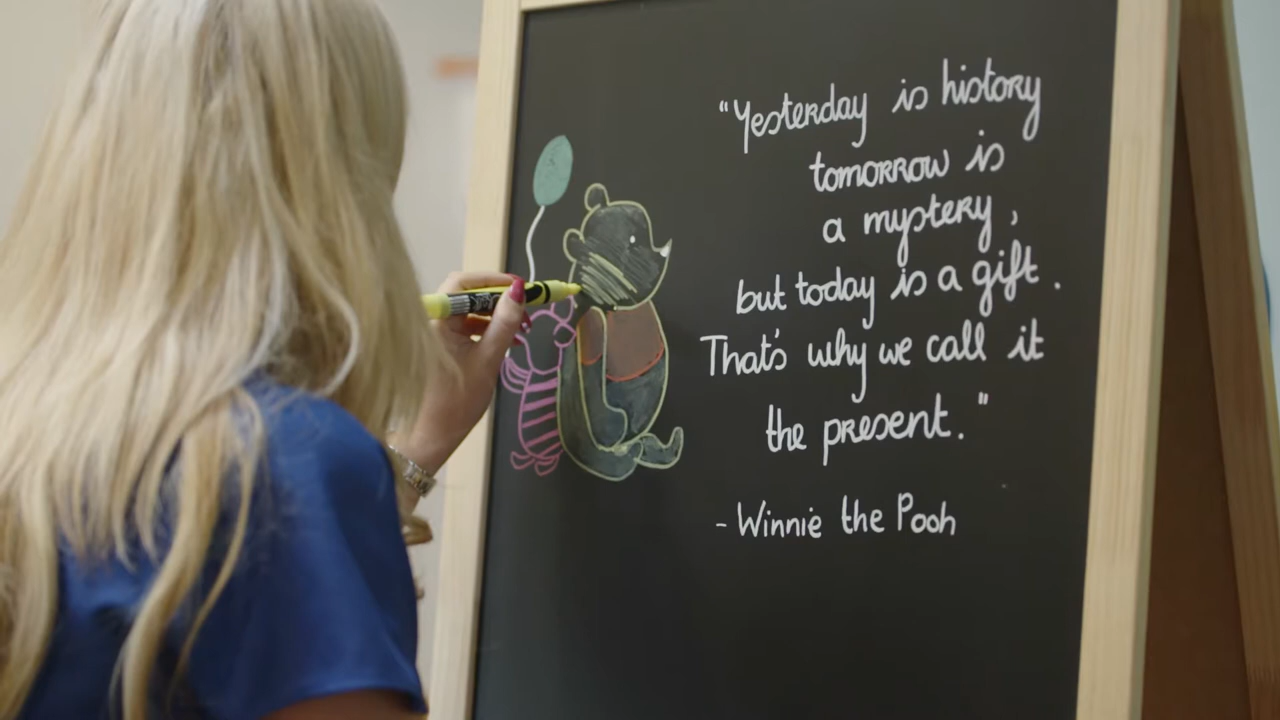 "Yesterday is history
tomorrow is
a mystery,
but today is a gift.
That's why we call it
the present."
- Winnie the Pooh